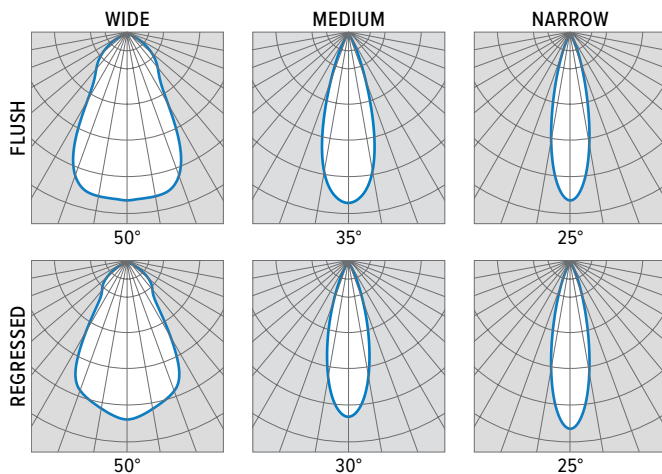 WIDE MEDIUM NARROW
FLUSH
50° 35° 25°
REGRESSED
50° 30° 25°